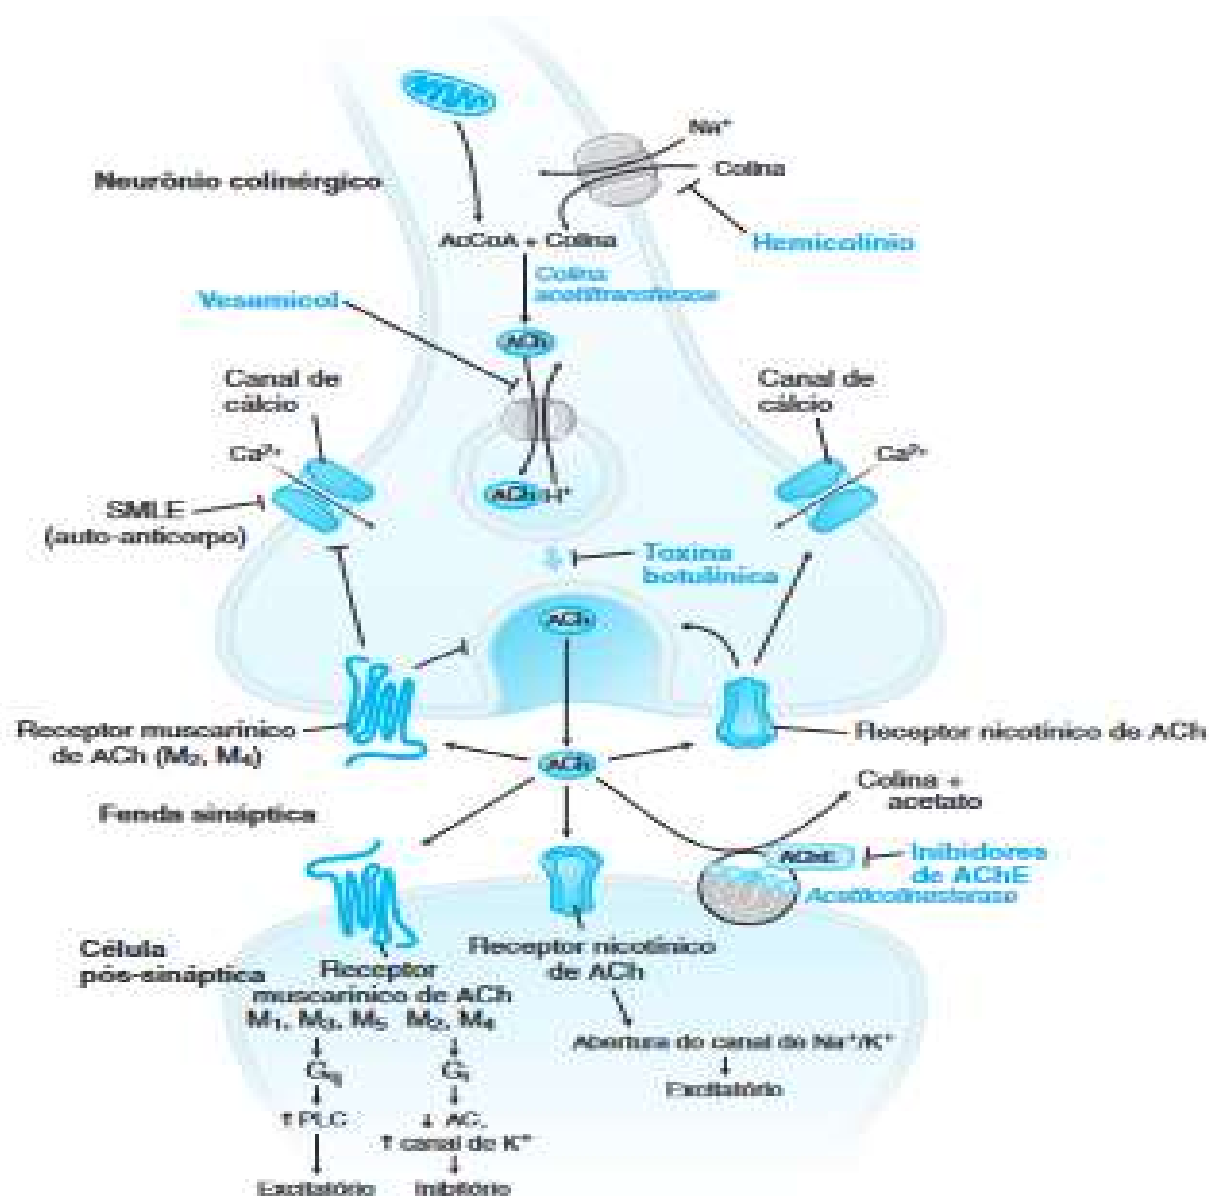 Na⁺
Colina
Neurônio colinérgico
AcCoA + Colina
Hemicolínio
Colina
acetiltransferase
Vesamicol
ACh
Canal de
cálcio
Canal de
cálcio
Ca²⁺
Ca²⁺
ACh H⁺
SMLE
(auto-anticorpo)
Toxina
botulínica
ACh
Receptor muscarínico
de ACh (M₂, M₄)
Receptor nicotínico de ACh
ACh
Colina +
acetato
Fenda sináptica
AChE
Inibidores
de AChE
Acetilcolinesterase
Célula
pós-sináptica
Receptor nicotínico
de ACh
Receptor
muscarínico de ACh
M₁, M₃, M₅ M₂, M₄
Abertura do canal de Na⁺/K⁺
Gq
Gi
Excitatório
↑ PLC
↓ AC,
↑ canal de K⁺
Excitatório
Inibitório